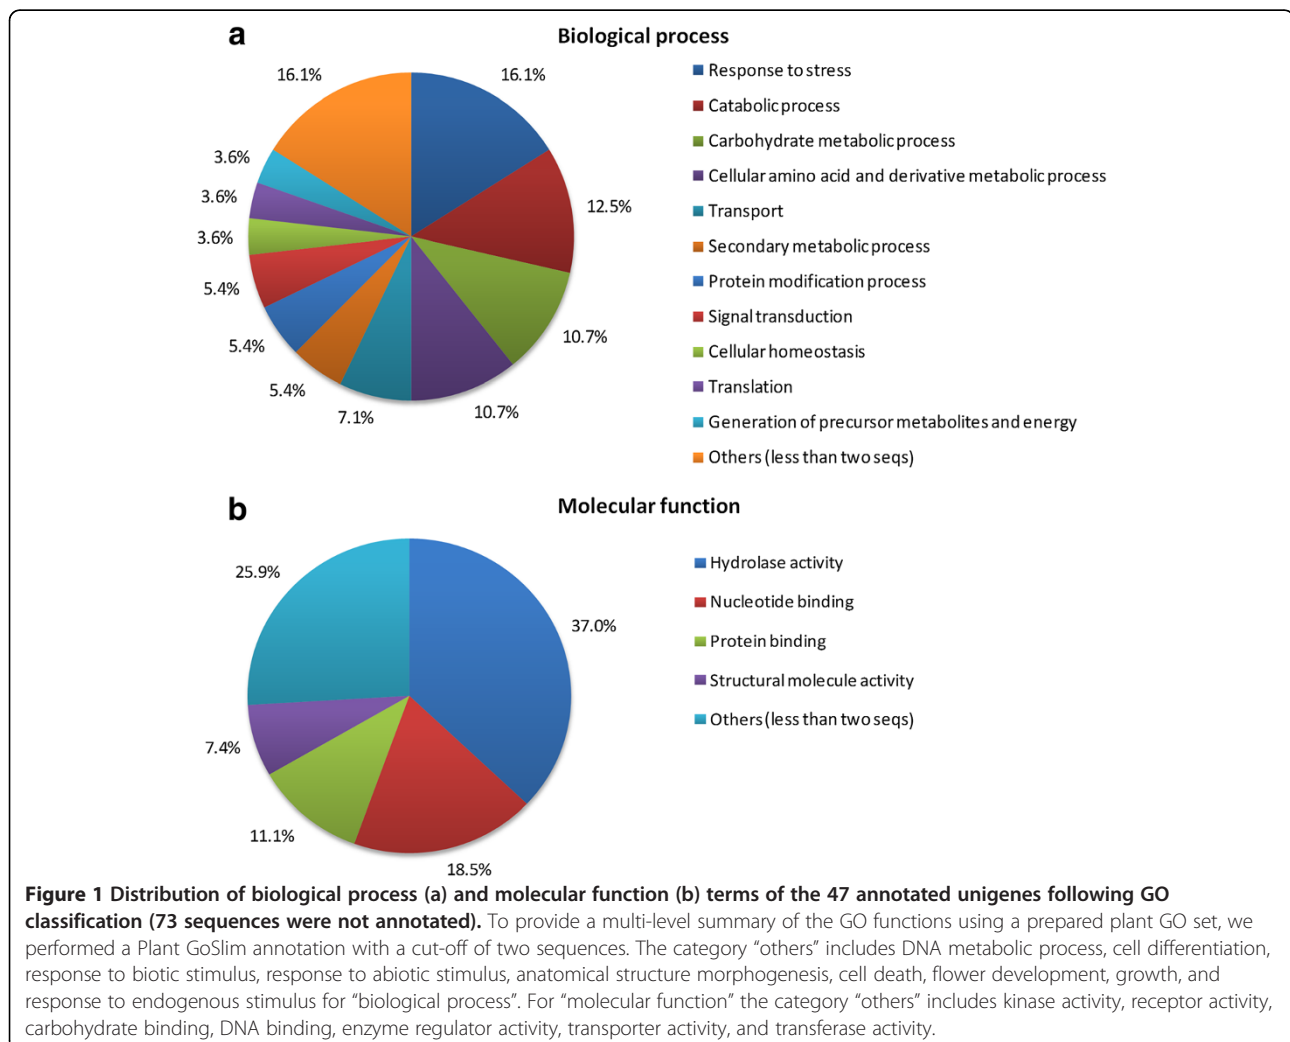 a
Biological process
16.1%
16.1%
12.5%
10.7%
10.7%
7.1%
5.4%
5.4%
5.4%
3.6%
3.6%
3.6%
Response to stress
Catabolic process
Carbohydrate metabolic process
Cellular amino acid and derivative metabolic process
Transport
Secondary metabolic process
Protein modification process
Signal transduction
Cellular homeostasis
Translation
Generation of precursor metabolites and energy
Others (less than two seqs)
b
Molecular function
25.9%
37.0%
7.4%
11.1%
18.5%
Hydrolase activity
Nucleotide binding
Protein binding
Structural molecule activity
Others (less than two seqs)
Figure 1 Distribution of biological process (a) and molecular function (b) terms of the 47 annotated unigenes following GO
classification (73 sequences were not annotated). To provide a multi-level summary of the GO functions using a prepared plant GO set, we
performed a Plant GoSlim annotation with a cut-off of two sequences. The category “others” includes DNA metabolic process, cell differentiation,
response to biotic stimulus, response to abiotic stimulus, anatomical structure morphogenesis, cell death, flower development, growth, and
response to endogenous stimulus for “biological process”. For “molecular function” the category “others” includes kinase activity, receptor activity,
carbohydrate binding, DNA binding, enzyme regulator activity, transporter activity, and transferase activity.